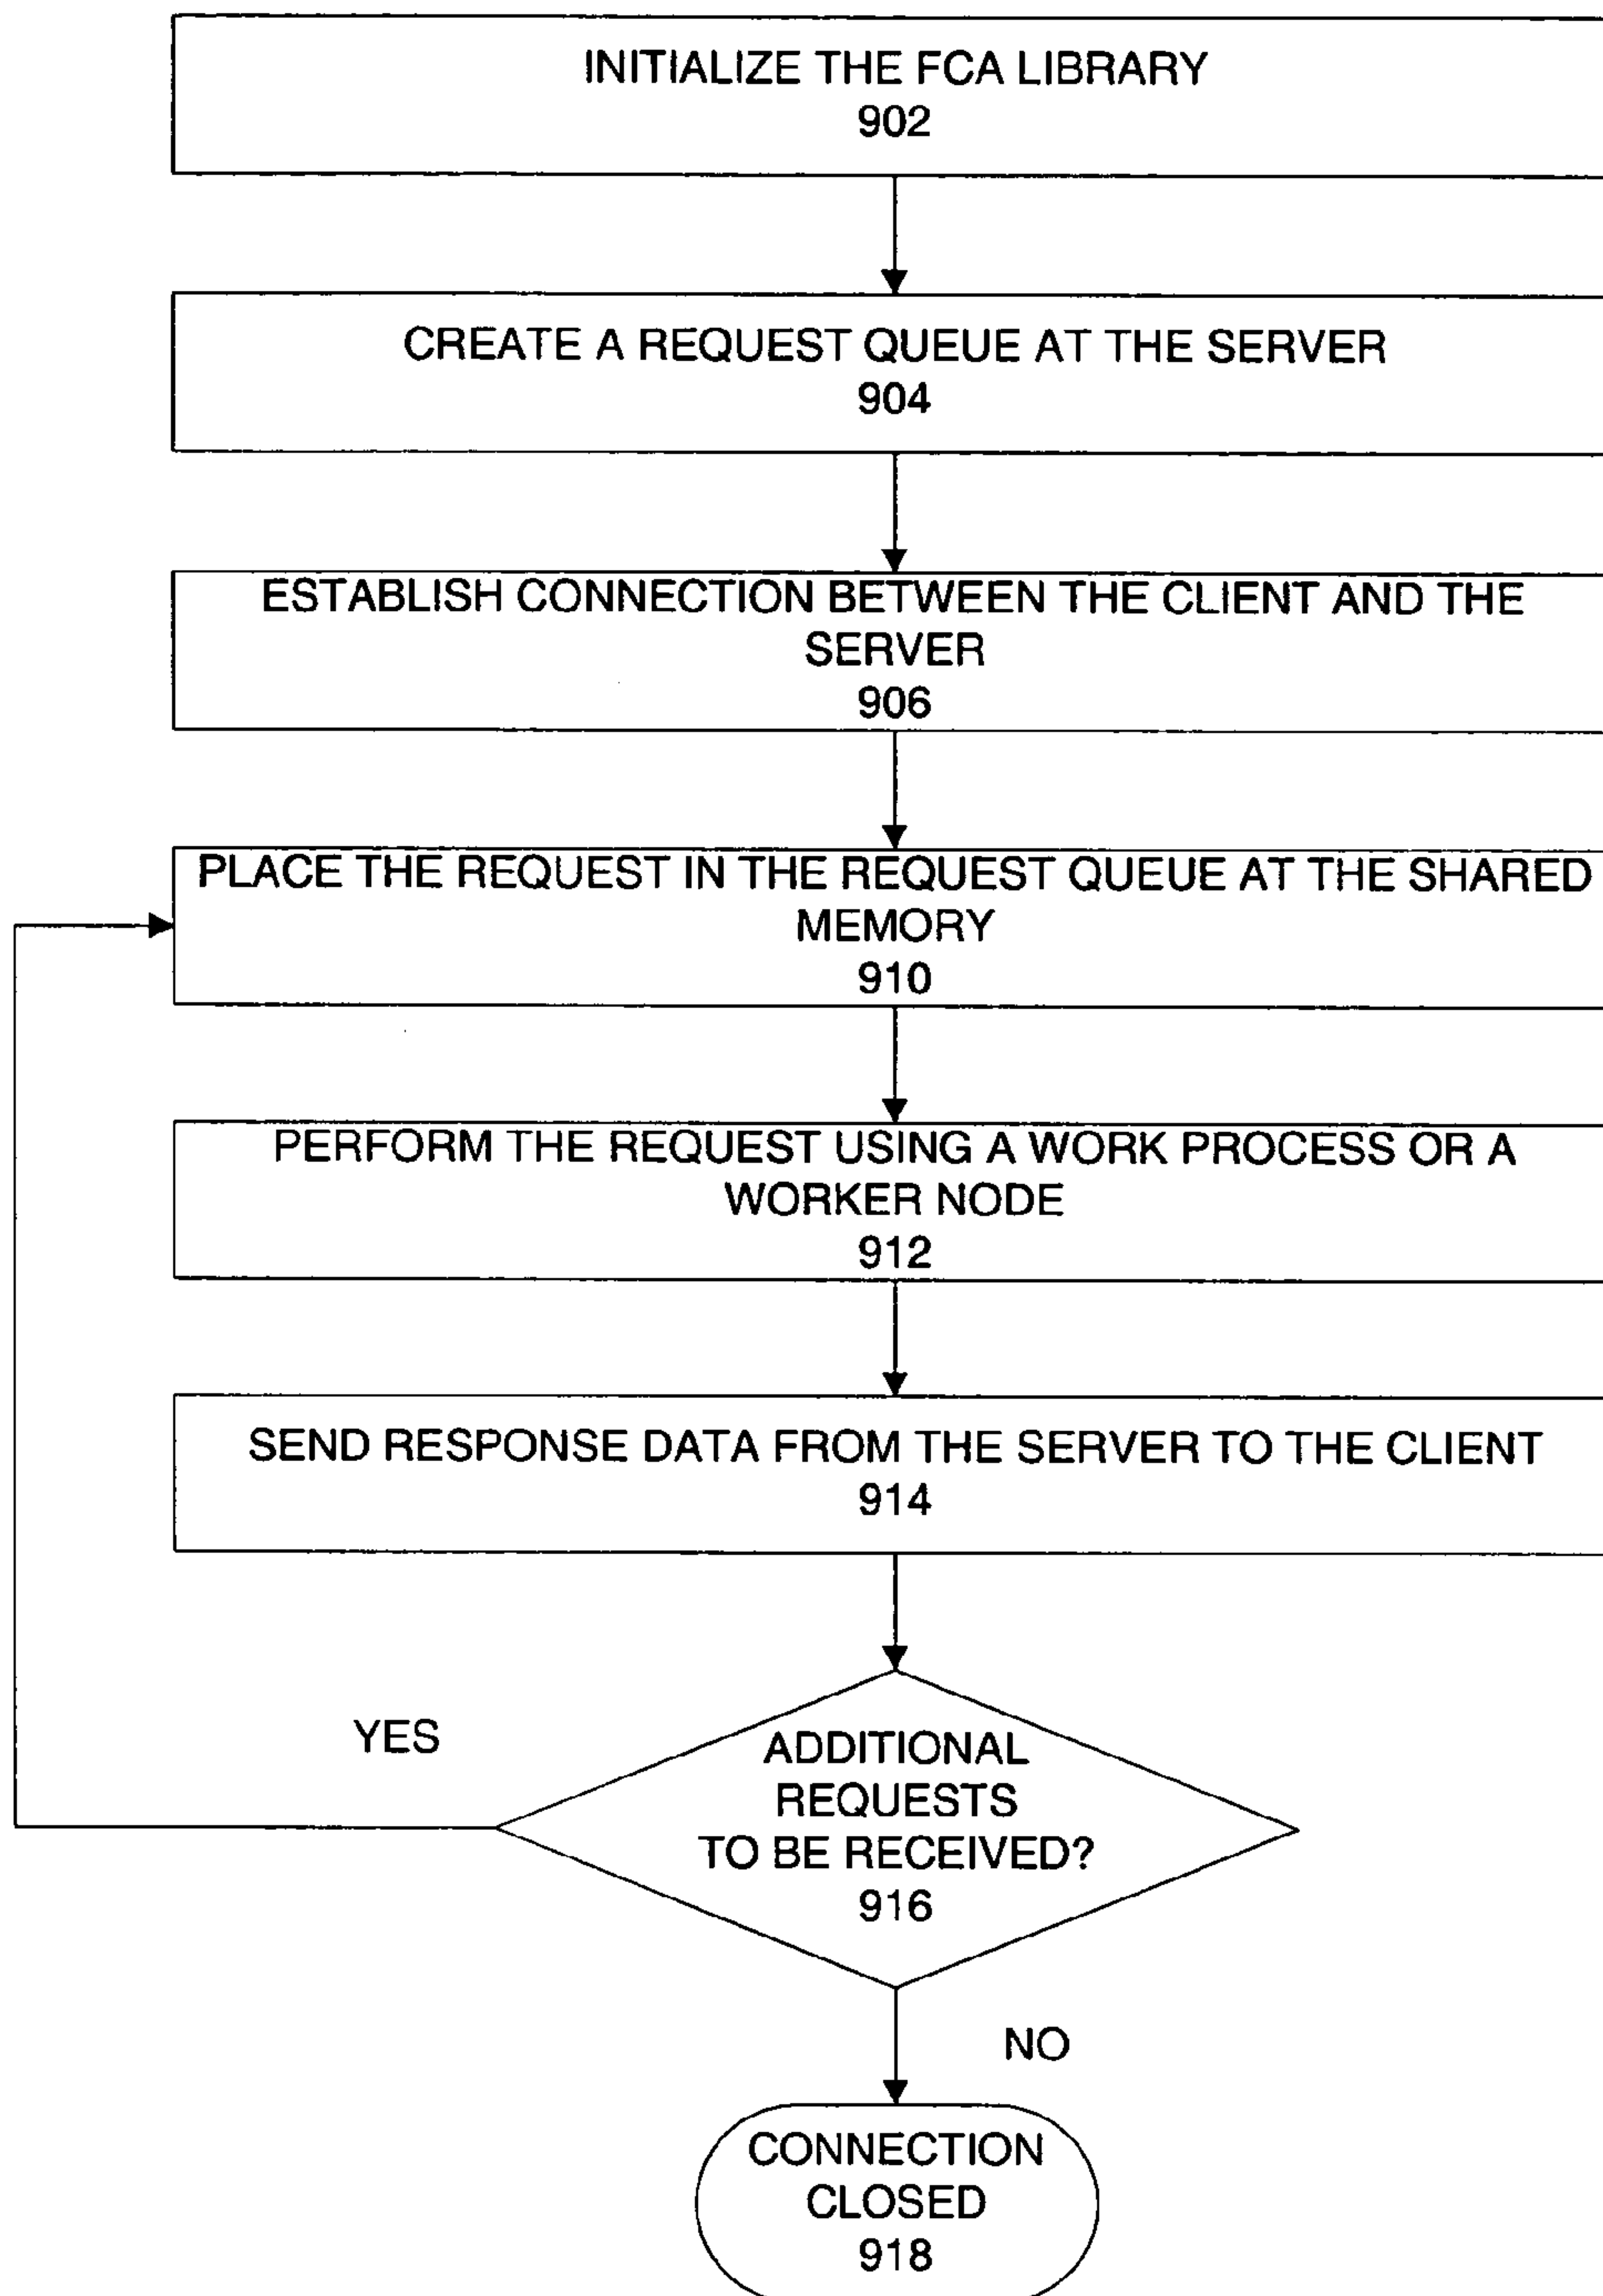 INITIALIZE THE FCA LIBRARY
902
CREATE A REQUEST QUEUE AT THE SERVER
904
ESTABLISH CONNECTION BETWEEN THE CLIENT AND THE
SERVER
906
PLACE THE REQUEST IN THE REQUEST QUEUE AT THE SHARED
MEMORY
910
PERFORM THE REQUEST USING A WORK PROCESS OR A
WORKER NODE
912
SEND RESPONSE DATA FROM THE SERVER TO THE CLIENT
914
YES
ADDITIONAL
REQUESTS
TO BE RECEIVED?
916
NO
CONNECTION
CLOSED
918